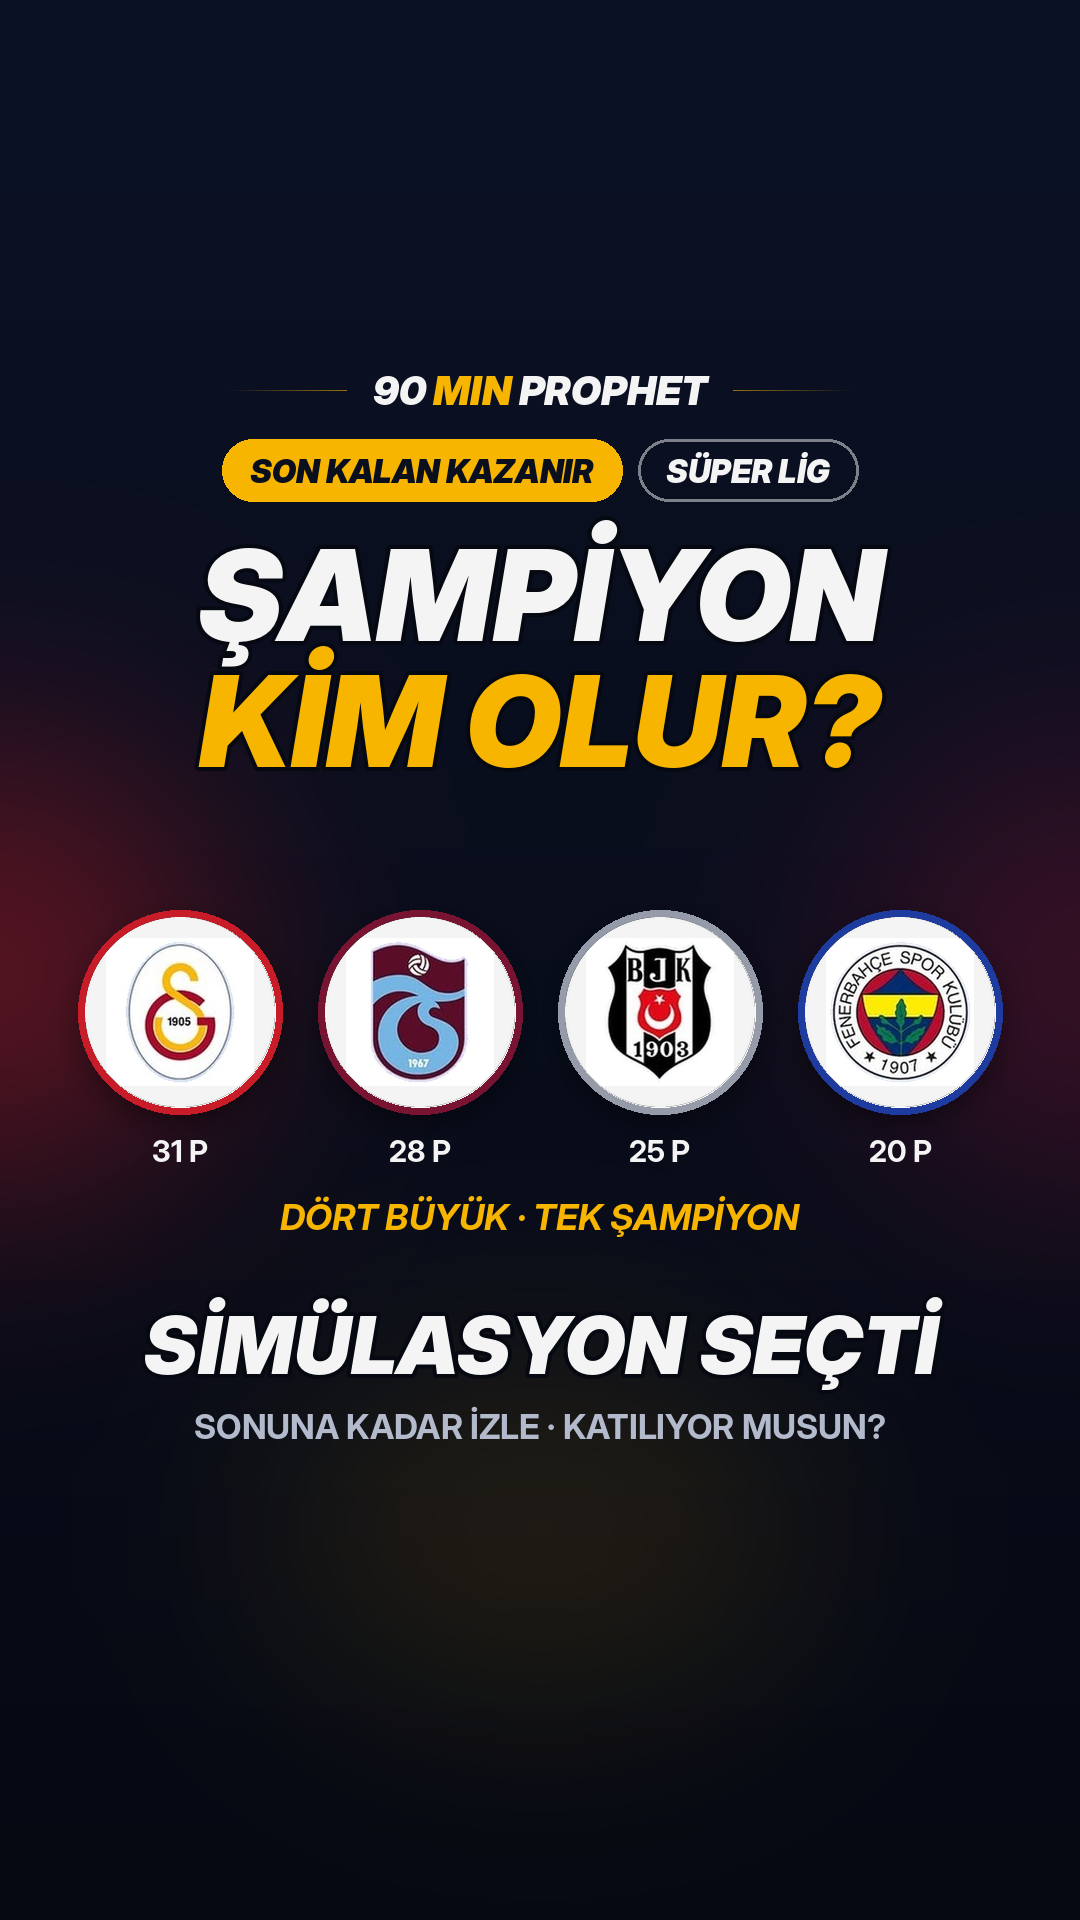 90 MIN PROPHET
SON KALAN KAZANIR
SÜPER LİG
ŞAMPİYON
KİM OLUR?
1905
1967
BJK
1903
FENERBAHÇE SPOR KULÜBÜ
★ 1907 ★
31 P
28 P
25 P
20 P
DÖRT BÜYÜK · TEK ŞAMPİYON
SİMÜLASYON SEÇTİ
SONUNA KADAR İZLE · KATILIYOR MUSUN?